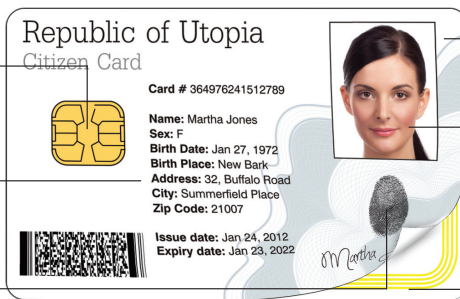 Republic of Utopia
Citizen Card
Card # 364976241512789
Name: Martha Jones
Sex: F
Birth Date: Jan 27, 1972
Birth Place: New Bark
Address: 32, Buffalo Road
City: Summerfield Place
Zip Code: 21007
Issue date: Jan 24, 2012
Expiry date: Jan 23, 2022
Martha